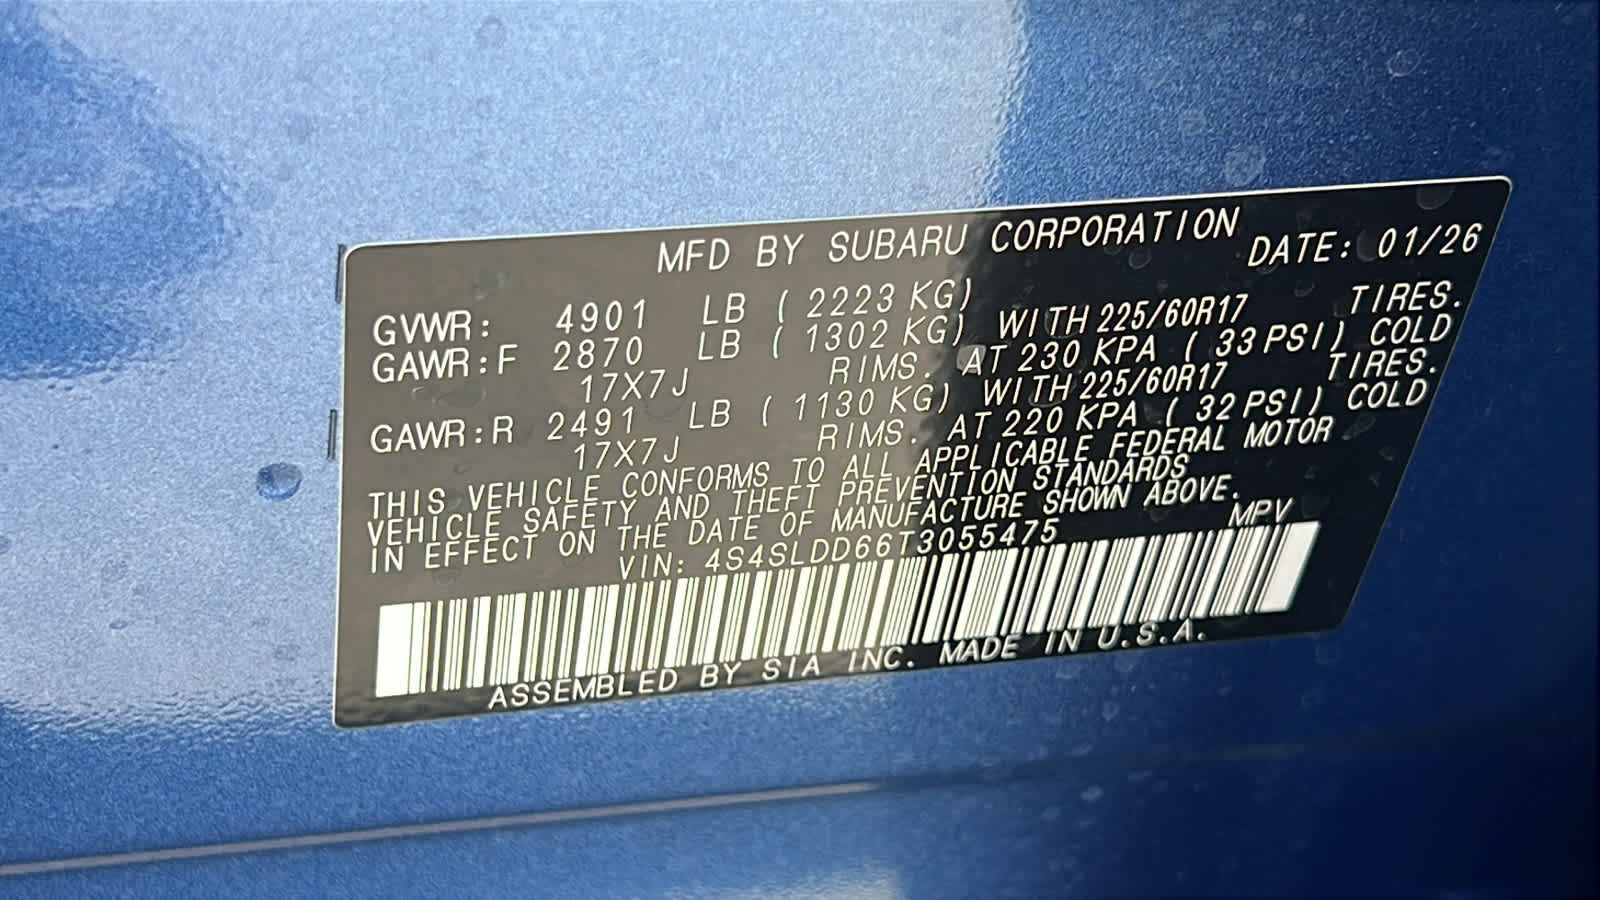 MFD BY SUBARU CORPORATION DATE: 01/26
GVWR: 4901 LB ( 2223 KG)
GAWR:F 2870 LB ( 1302 KG) WITH 225/60R17 TIRES.
17X7J RIMS. AT 230 KPA ( 33 PSI) COLD
GAWR:R 2491 LB ( 1130 KG) WITH 225/60R17 TIRES.
17X7J RIMS. AT 220 KPA ( 32 PSI) COLD
THIS VEHICLE CONFORMS TO ALL APPLICABLE FEDERAL MOTOR
VEHICLE SAFETY AND THEFT PREVENTION STANDARDS
IN EFFECT ON THE DATE OF MANUFACTURE SHOWN ABOVE.
VIN: 4S4SLDD66T3055475 MPV
ASSEMBLED BY SIA INC. MADE IN U.S.A.